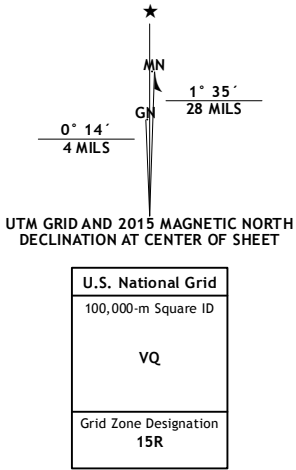 MN
1° 35´
28 MILS
GN
0° 14´
4 MILS
UTM GRID AND 2015 MAGNETIC NORTH
DECLINATION AT CENTER OF SHEET
U.S. National Grid
100,000-m Square ID
VQ
Grid Zone Designation
15R